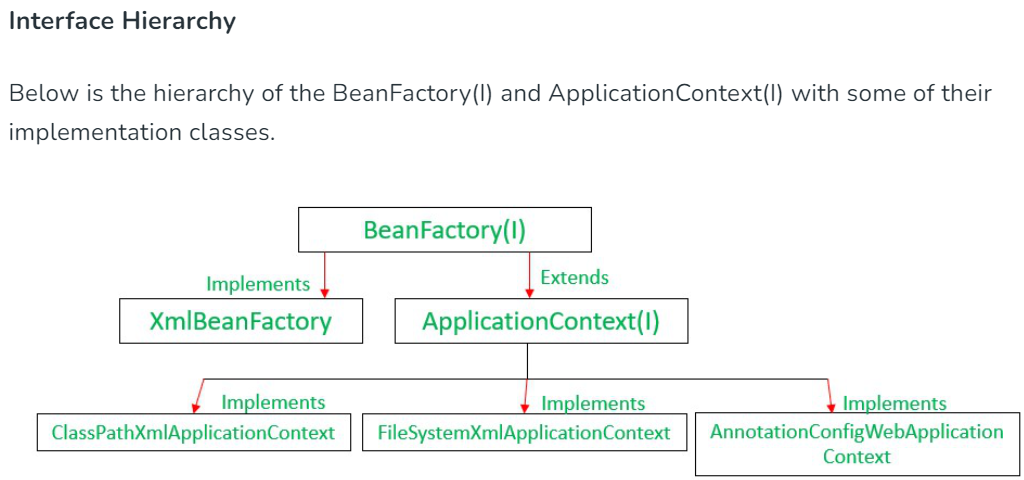 Interface Hierarchy
Below is the hierarchy of the BeanFactory(I) and ApplicationContext(I) with some of their
implementation classes.
BeanFactory(I)
Implements
Extends
XmlBeanFactory
ApplicationContext(I)
Implements
Implements
Implements
ClassPathXmlApplicationContext
FileSystemXmlApplicationContext
AnnotationConfigWebApplication
Context